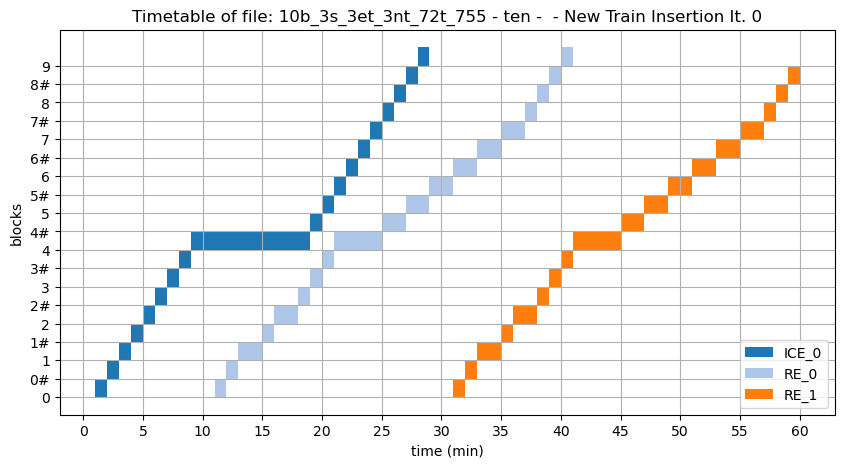 Timetable of file: 10b_3s_3et_3nt_72t_755 - ten -  - New Train Insertion It. 0
blocks
9
8#
8
7#
7
6#
6
5#
5
4#
4
3#
3
2#
2
1#
1
0#
0
ICE_0
RE_0
RE_1
0 5 10 15 20 25 30 35 40 45 50 55 60
time (min)